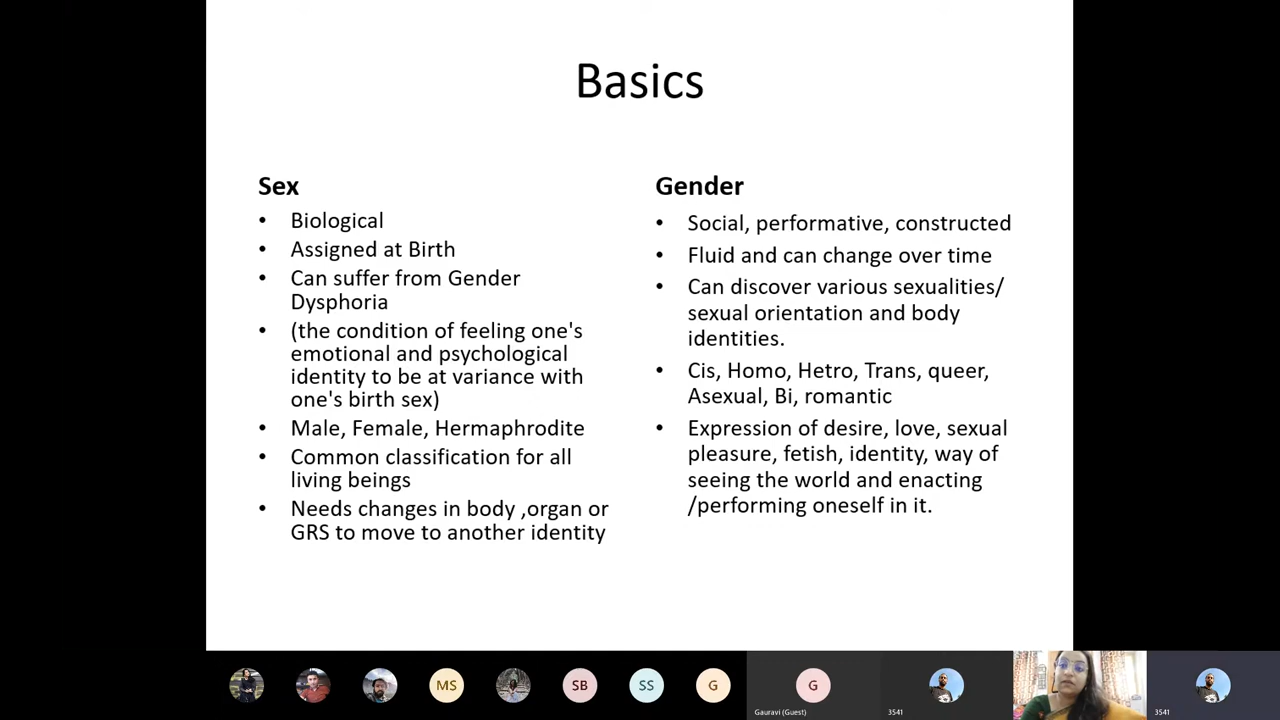 Basics
Sex
• Biological
• Assigned at Birth
• Can suffer from Gender
Dysphoria
• (the condition of feeling one's
emotional and psychological
identity to be at variance with
one's birth sex)
• Male, Female, Hermaphrodite
• Common classification for all
living beings
• Needs changes in body ,organ or
GRS to move to another identity
Gender
• Social, performative, constructed
• Fluid and can change over time
• Can discover various sexualities/
sexual orientation and body
identities.
• Cis, Homo, Hetro, Trans, queer,
Asexual, Bi, romantic
• Expression of desire, love, sexual
pleasure, fetish, identity, way of
seeing the world and enacting
/performing oneself in it.
MS
SB
SS
G
G
Gauravi (Guest)
3541
3541